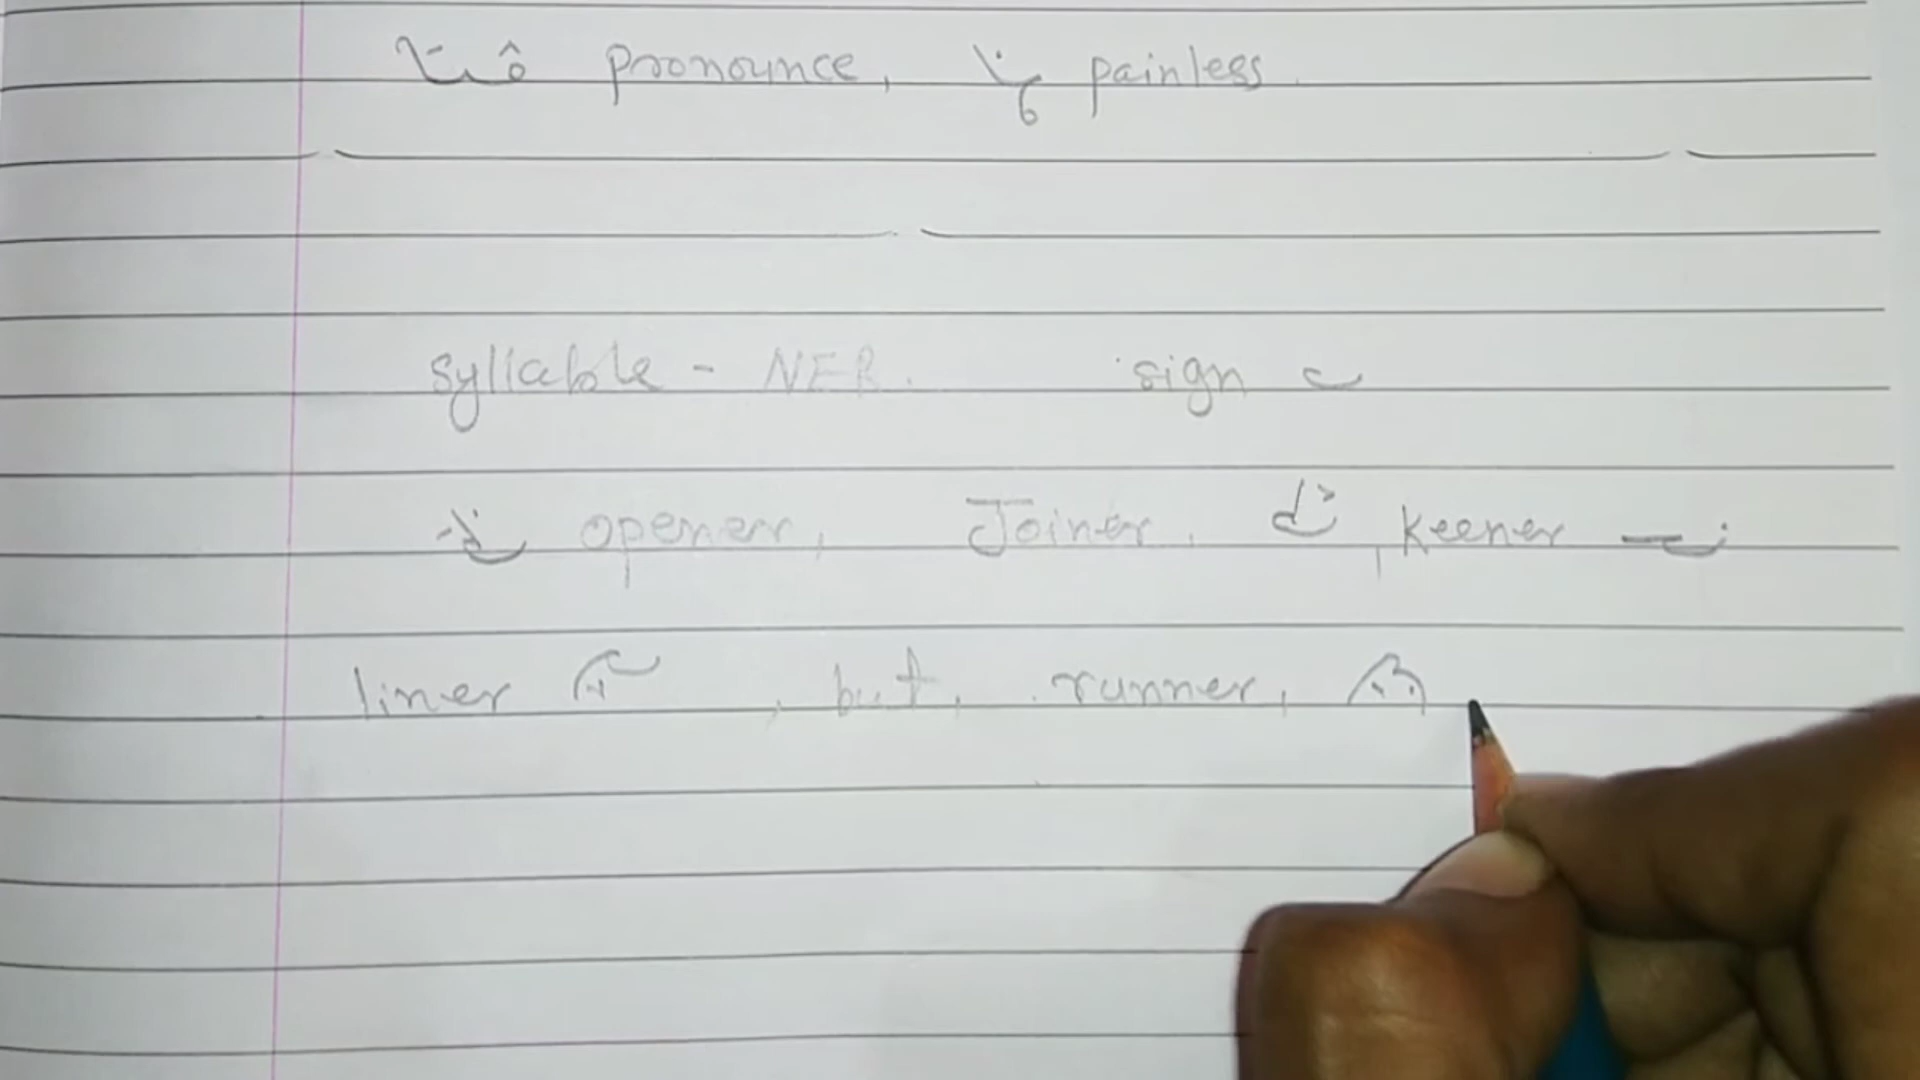 pronounce, painless
syllable - NER. sign
opener, Joiner, , keener
liner , but, runner,